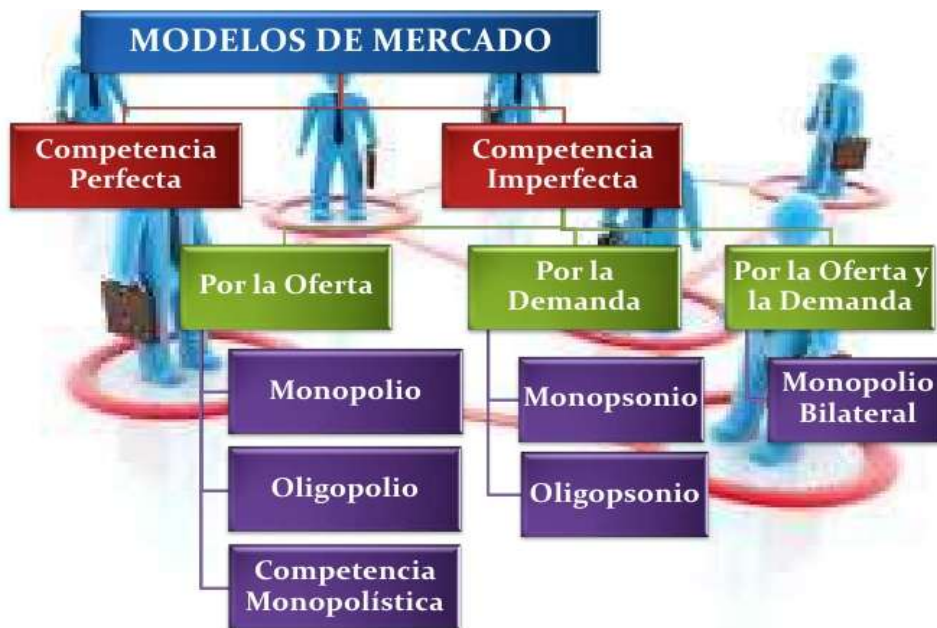 MODELOS DE MERCADO
Competencia
Perfecta
Competencia
Imperfecta
Por la Oferta
Por la
Demanda
Por la Oferta y
la Demanda
Monopolio
Oligopolio
Competencia
Monopolística
Monopsonio
Oligopsonio
Monopolio
Bilateral